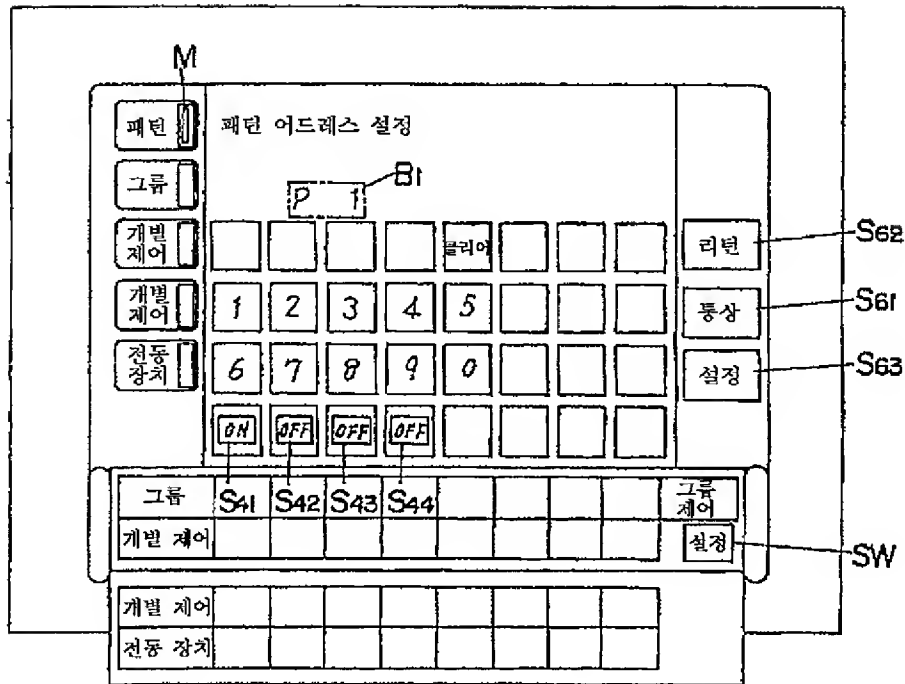 M
패턴
패턴 어드레스 설정
그룹
P 1
B1
개별
제어
클리어
리턴
S62
개별
제어
1 2 3 4 5
통상
S61
전동
장치
6 7 8 9 0
설정
S63
ON OFF OFF OFF
그룹 S41 S42 S43 S44
그룹
제어
개별 제어
설정
SW
개별 제어
전동 장치